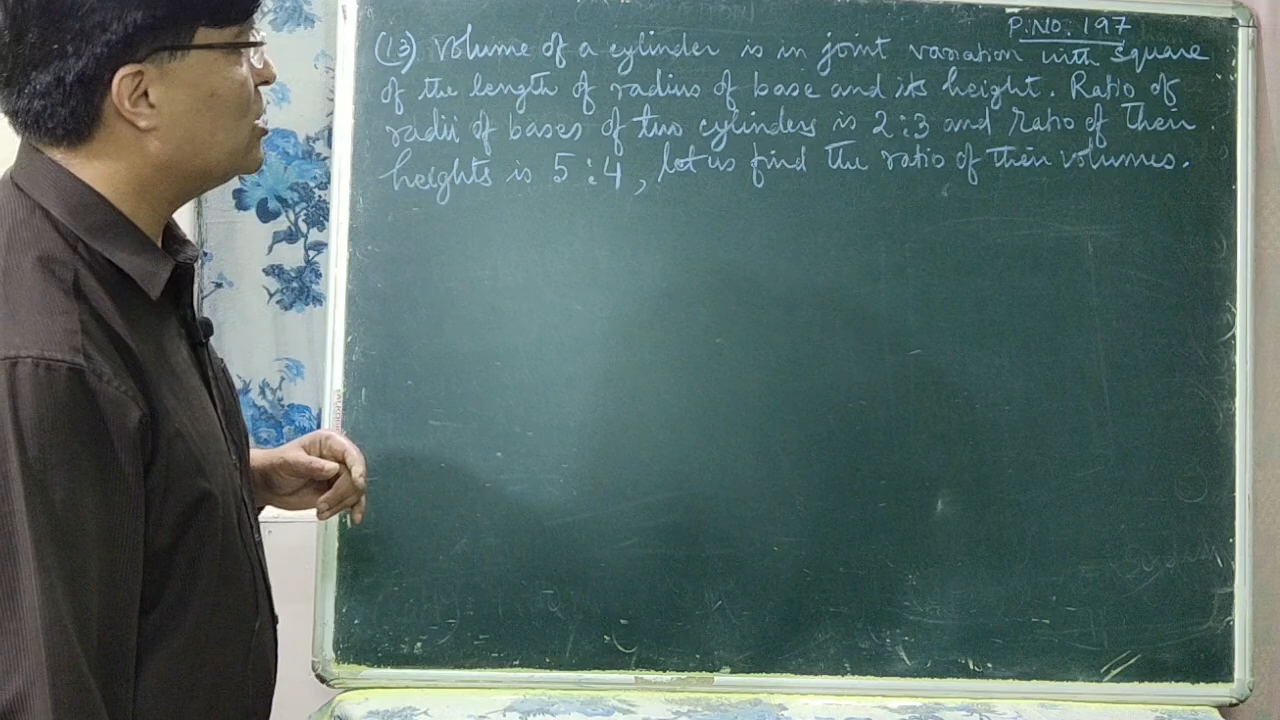 P.NO. 197
(13) Volume of a cylinder is in joint variation with square
of the length of radius of base and its height. Ratio of
radii of bases of two cylinders is 2:3 and ratio of their
heights is 5:4, let us find the ratio of their volumes.